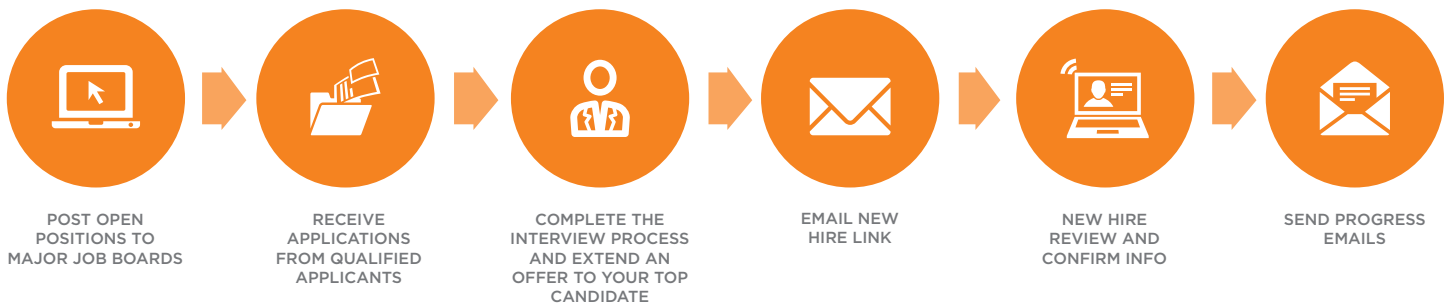 POST OPEN
POSITIONS TO
MAJOR JOB BOARDS
RECEIVE
APPLICATIONS
FROM QUALIFIED
APPLICANTS
COMPLETE THE
INTERVIEW PROCESS
AND EXTEND AN
OFFER TO YOUR TOP
CANDIDATE
EMAIL NEW
HIRE LINK
NEW HIRE
REVIEW AND
CONFIRM INFO
SEND PROGRESS
EMAILS